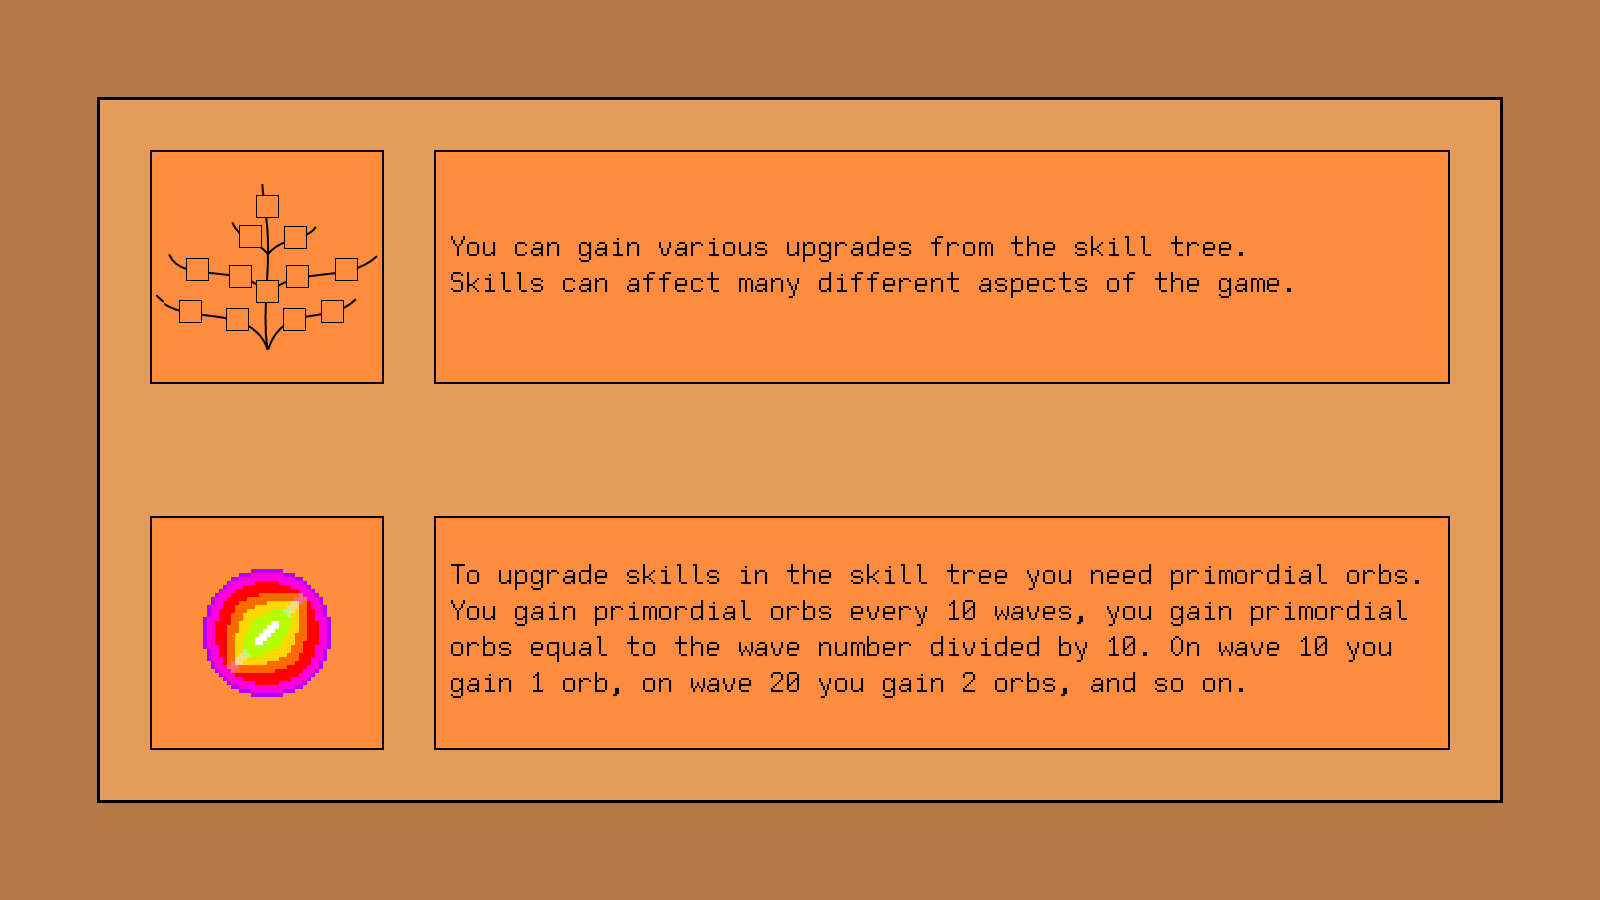 You can gain various upgrades from the skill tree.
Skills can affect many different aspects of the game.
To upgrade skills in the skill tree you need primordial orbs.
You gain primordial orbs every 10 waves, you gain primordial
orbs equal to the wave number divided by 10. On wave 10 you
gain 1 orb, on wave 20 you gain 2 orbs, and so on.